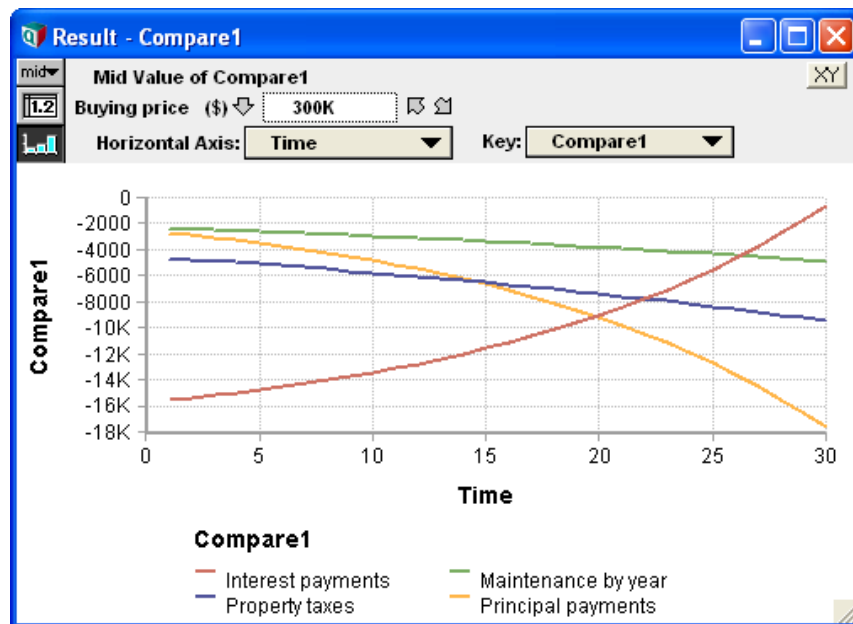 Result - Compare1
mid
Mid Value of Compare1
XY
1.2
Buying price ($) 300K
Horizontal Axis: Time Key: Compare1
0
-2000
-4000
-6000
-8000
-10K
-12K
-14K
-16K
-18K
Compare1
0 5 10 15 20 25 30
Time
Compare1
Interest payments Maintenance by year
Property taxes Principal payments